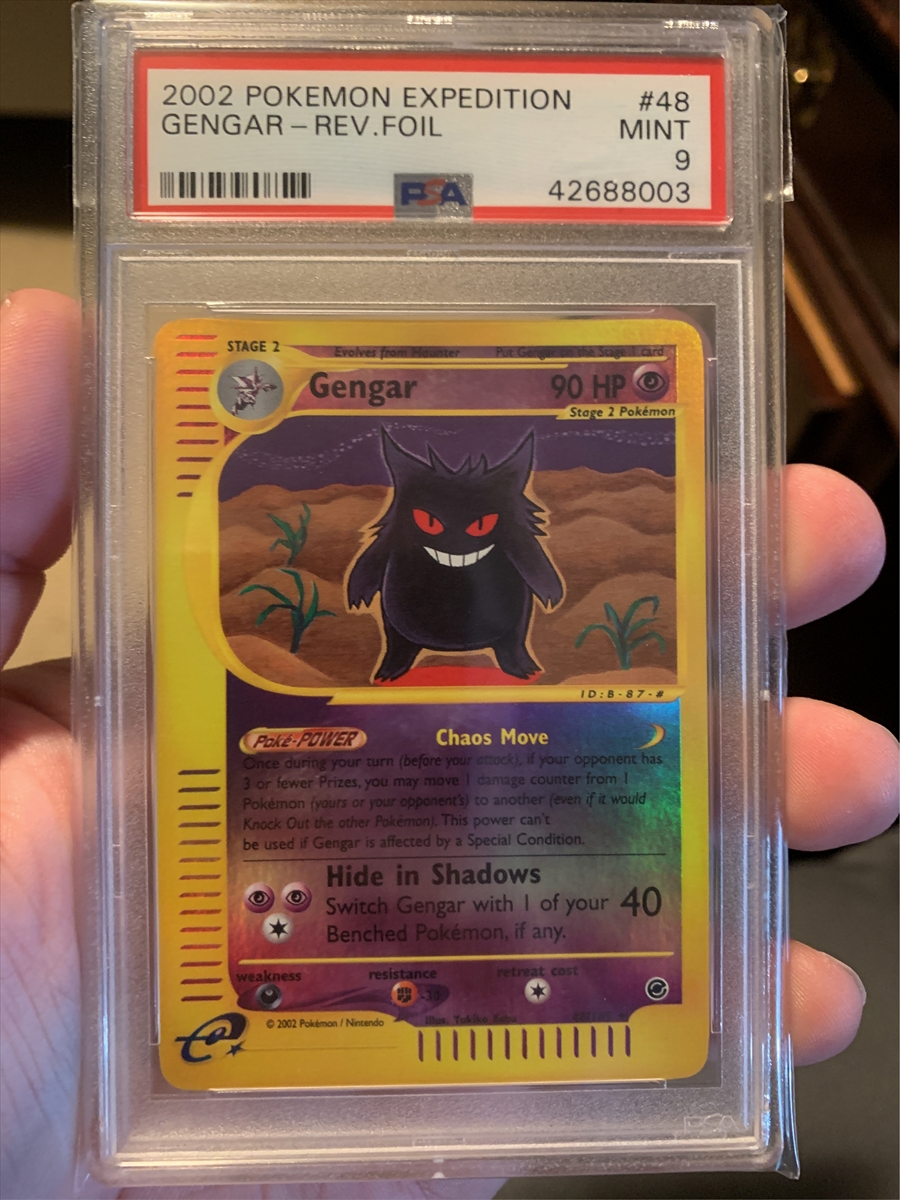 2002 POKEMON EXPEDITION #48
GENGAR – REV.FOIL MINT
9
PSA 42688003
STAGE 2 Evolves from Haunter Put Gengar on the Stage 1 card
Gengar 90 HP
Stage 2 Pokémon
ID:B-87-#
Poké-POWER Chaos Move
Once during your turn (before your attack), if your opponent has
3 or fewer Prizes, you may move 1 damage counter from 1
Pokémon (yours or your opponent's) to another (even if it would
Knock Out the other Pokémon). This power can't
be used if Gengar is affected by a Special Condition.
Hide in Shadows
Switch Gengar with 1 of your 40
Benched Pokémon, if any.
weakness resistance retreat cost
-30
© 2002 Pokémon / Nintendo Illus.
e